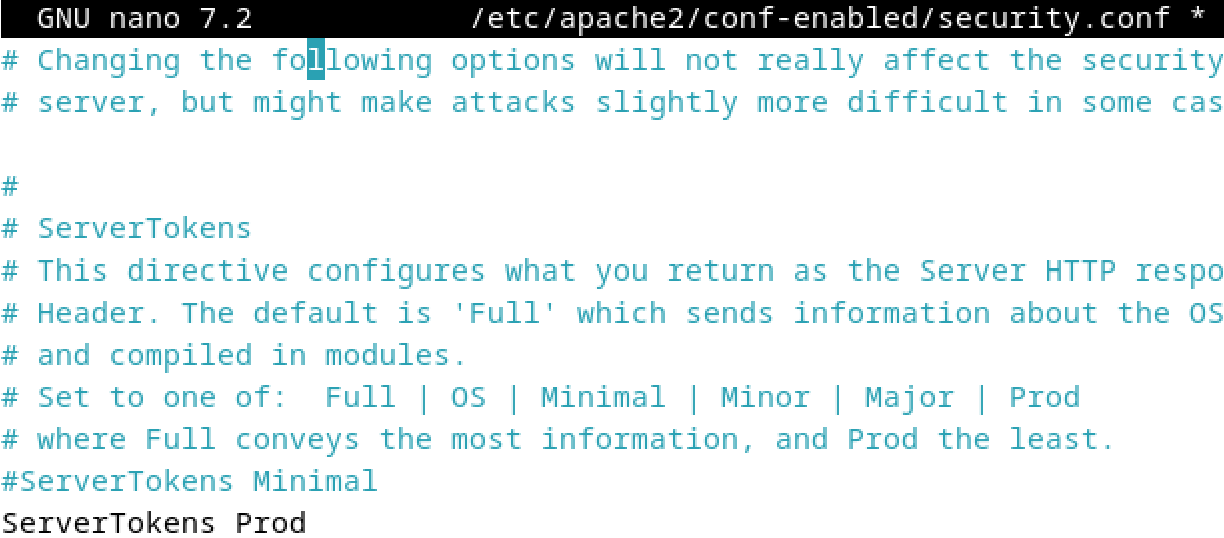 GNU nano 7.2 /etc/apache2/conf-enabled/security.conf *
# Changing the following options will not really affect the security
# server, but might make attacks slightly more difficult in some cas
#
# ServerTokens
# This directive configures what you return as the Server HTTP respo
# Header. The default is 'Full' which sends information about the OS
# and compiled in modules.
# Set to one of:  Full | OS | Minimal | Minor | Major | Prod
# where Full conveys the most information, and Prod the least.
#ServerTokens Minimal
ServerTokens Prod